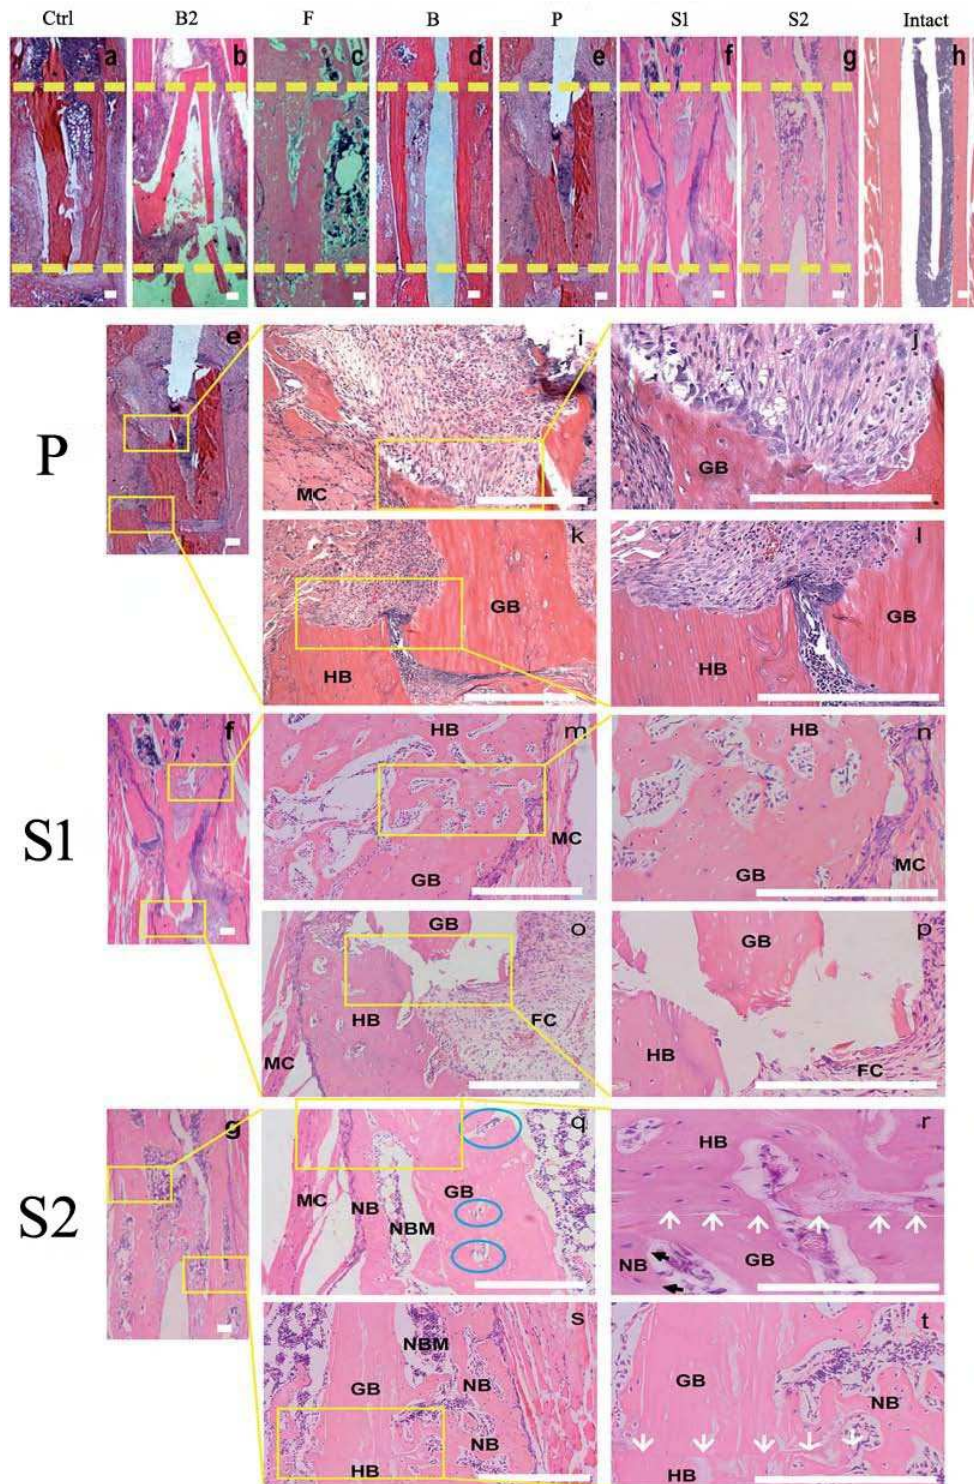 Ctrl B2 F B P S1 S2 Intact
a b c d e f g h
P
e i j
MC GB
k l
GB GB
HB HB
S1
f m n
HB HB
MC MC
GB GB
o p
GB GB
HB HB
FC FC
MC
S2
g q r
HB
MC NB GB
NBM
NB GB
s t
NBM
GB NB GB NB
NB
HB HB